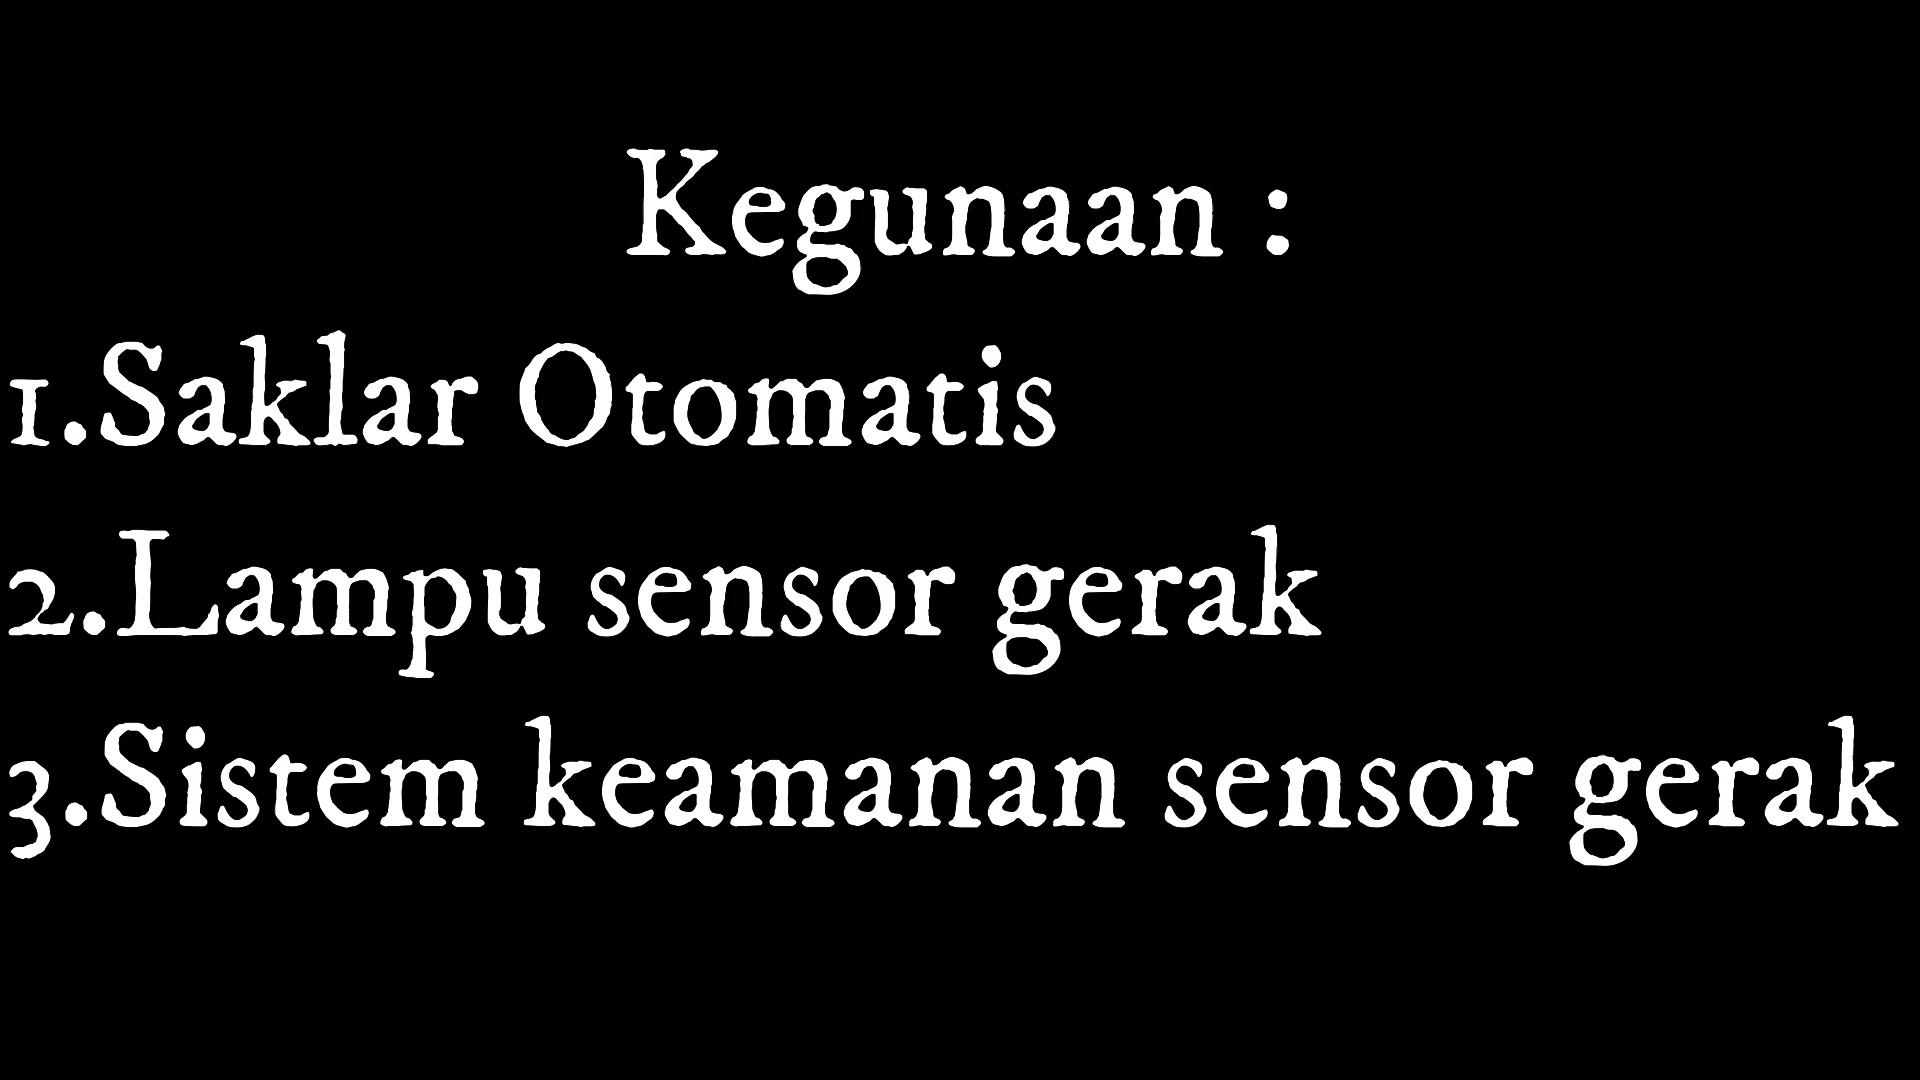 Kegunaan :
1.Saklar Otomatis
2.Lampu sensor gerak
3.Sistem keamanan sensor gerak